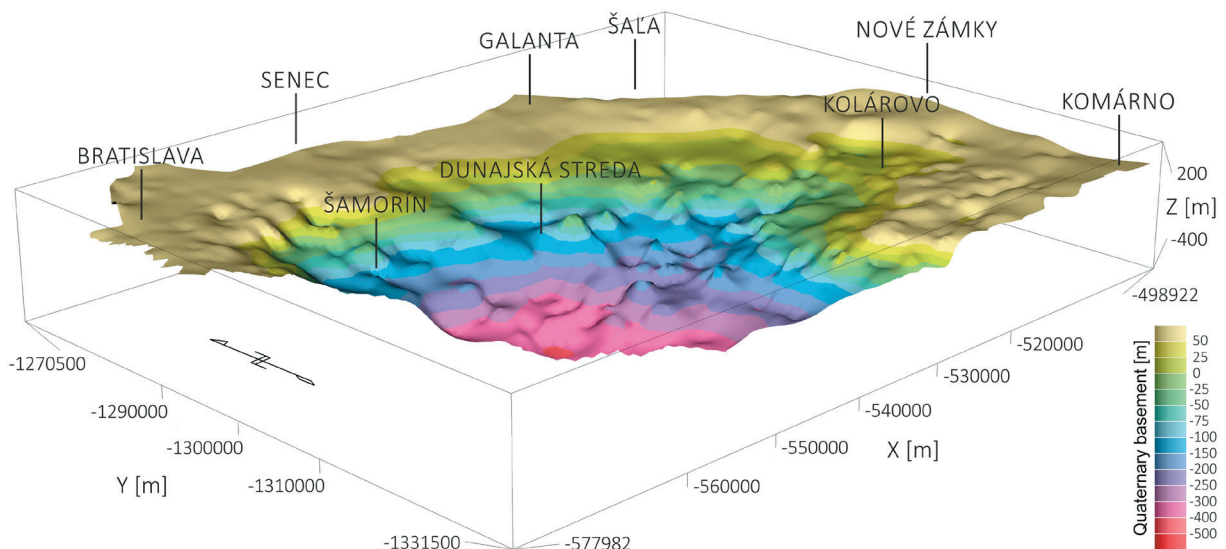 ŠAĽA
GALANTA
NOVÉ ZÁMKY
SENEC
KOLÁROVO
KOMÁRNO
BRATISLAVA
DUNAJSKÁ STREDA
ŠAMORÍN
200
Z [m]
-400
-498922
-520000
-530000
-540000
X [m]
-550000
-560000
-577982
-1270500
N
-1290000
-1300000
Y [m]
-1310000
-1331500
Quaternary basement [m]
50
25
0
-25
-50
-75
-100
-150
-200
-250
-300
-400
-500